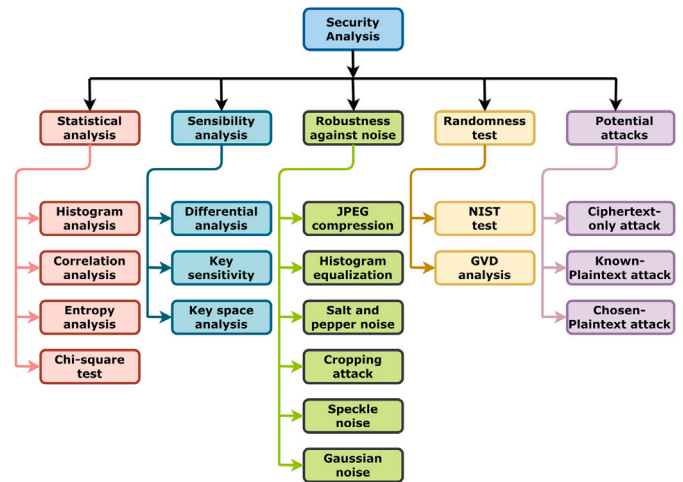 Security
Analysis
Statistical
analysis
Sensibility
analysis
Robustness
against noise
Randomness
test
Potential
attacks
Histogram
analysis
Correlation
analysis
Entropy
analysis
Chi-square
test
Differential
analysis
Key
sensitivity
Key space
analysis
JPEG
compression
Histogram
equalization
Salt and
pepper noise
Cropping
attack
Speckle
noise
Gaussian
noise
NIST
test
GVD
analysis
Ciphertext-
only attack
Known-
Plaintext attack
Chosen-
Plaintext attack